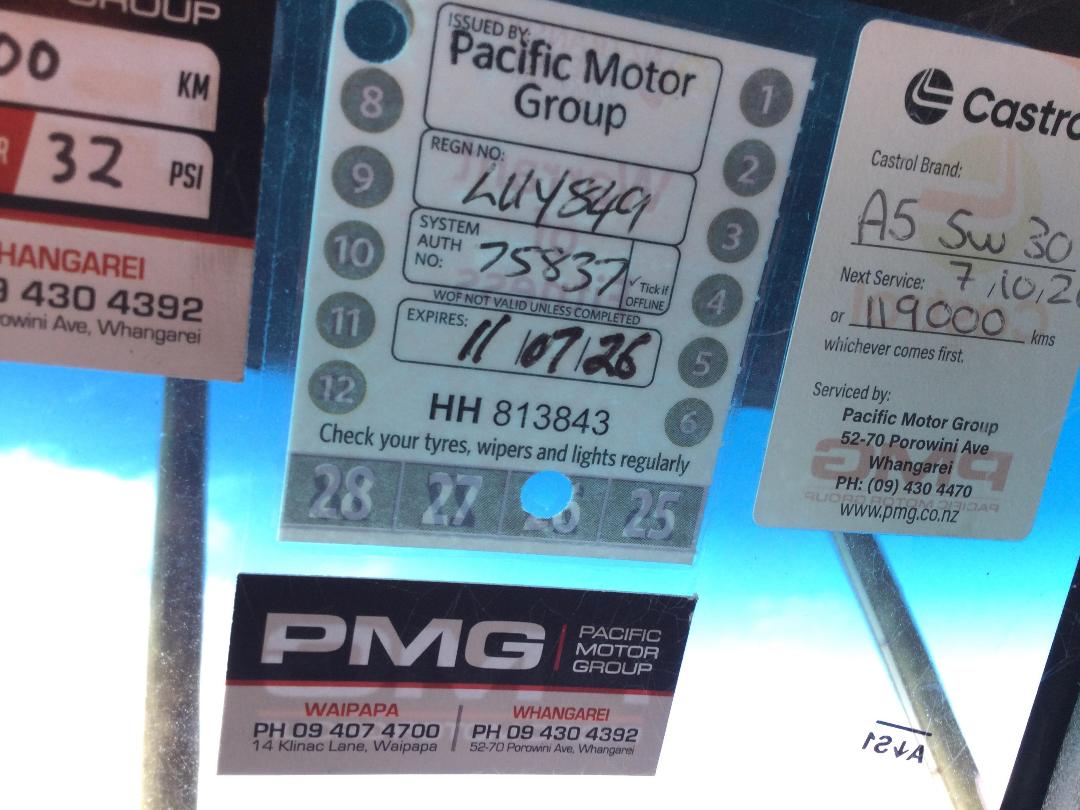 GROUP
00 KM
32 PSI
HANGAREI
9 430 4392
rowini Ave, Whangarei
ISSUED BY:
Pacific Motor
Group
REGN NO:
LUY849
SYSTEM
AUTH
NO:
75837
✓ Tick if
OFFLINE
WOF NOT VALID UNLESS COMPLETED
EXPIRES:
11/07/26
HH 813843
Check your tyres, wipers and lights regularly
8
9
10
11
12
1
2
3
4
5
6
28 27 26 25
Castro
Castrol Brand:
A5 5w 30
Next Service: 7,10,2
or 119000 kms
whichever comes first.
Serviced by:
Pacific Motor Group
52-70 Porowini Ave
Whangarei
PH: (09) 430 4470
www.pmg.co.nz
PMG
PACIFIC
MOTOR
GROUP
WAIPAPA
PH 09 407 4700
14 Klinac Lane, Waipapa
WHANGAREI
PH 09 430 4392
52-70 Porowini Ave, Whangarei
AS1